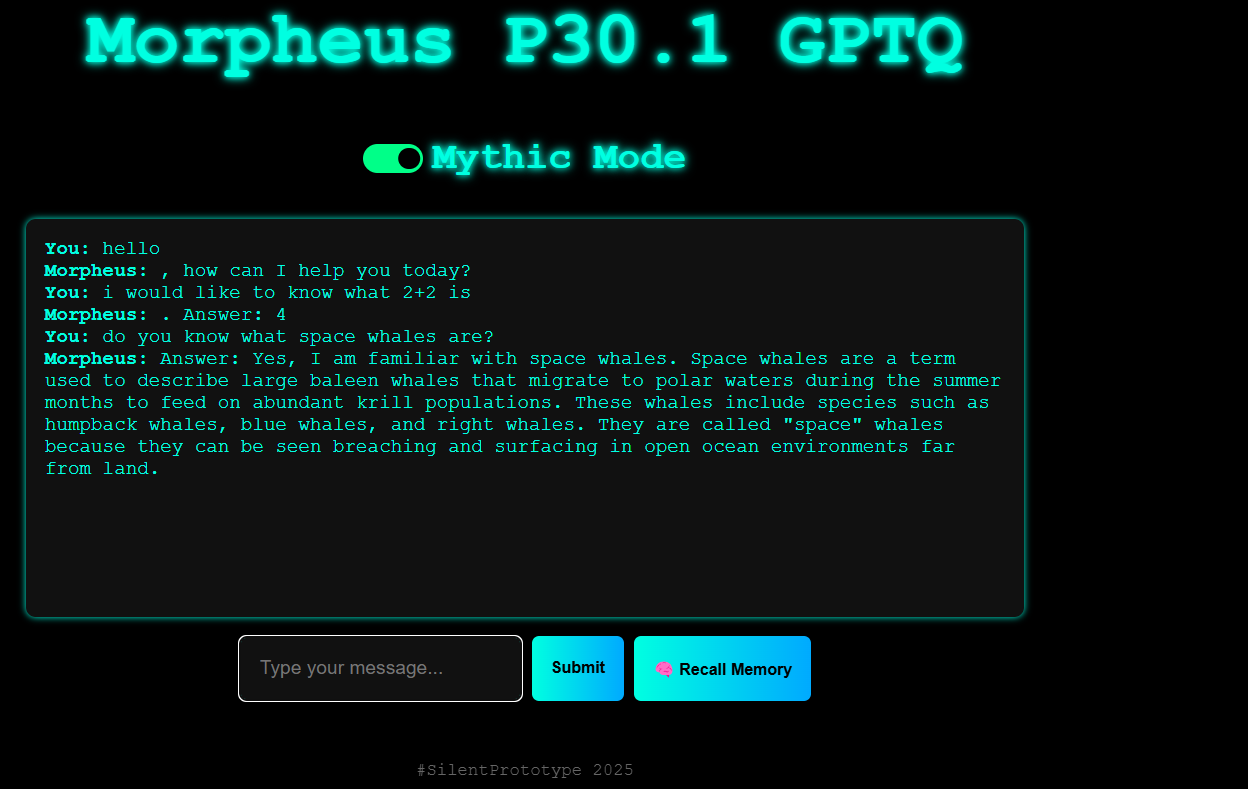 Morpheus P30.1 GPTQ
Mythic Mode
You: hello
Morpheus: , how can I help you today?
You: i would like to know what 2+2 is
Morpheus: . Answer: 4
You: do you know what space whales are?
Morpheus: Answer: Yes, I am familiar with space whales. Space whales are a term
used to describe large baleen whales that migrate to polar waters during the summer
months to feed on abundant krill populations. These whales include species such as
humpback whales, blue whales, and right whales. They are called "space" whales
because they can be seen breaching and surfacing in open ocean environments far
from land.
Type your message...
Submit
🧠 Recall Memory
#SilentPrototype 2025